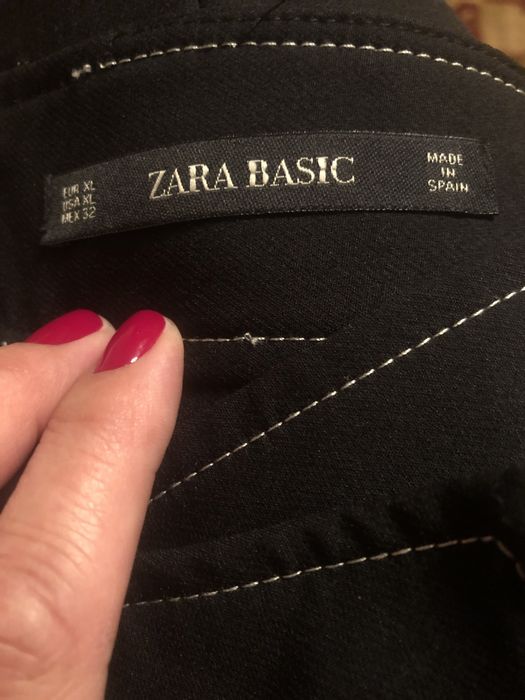 EUR XL
USA XL
MEX 32
ZARA BASIC
MADE
IN
SPAIN